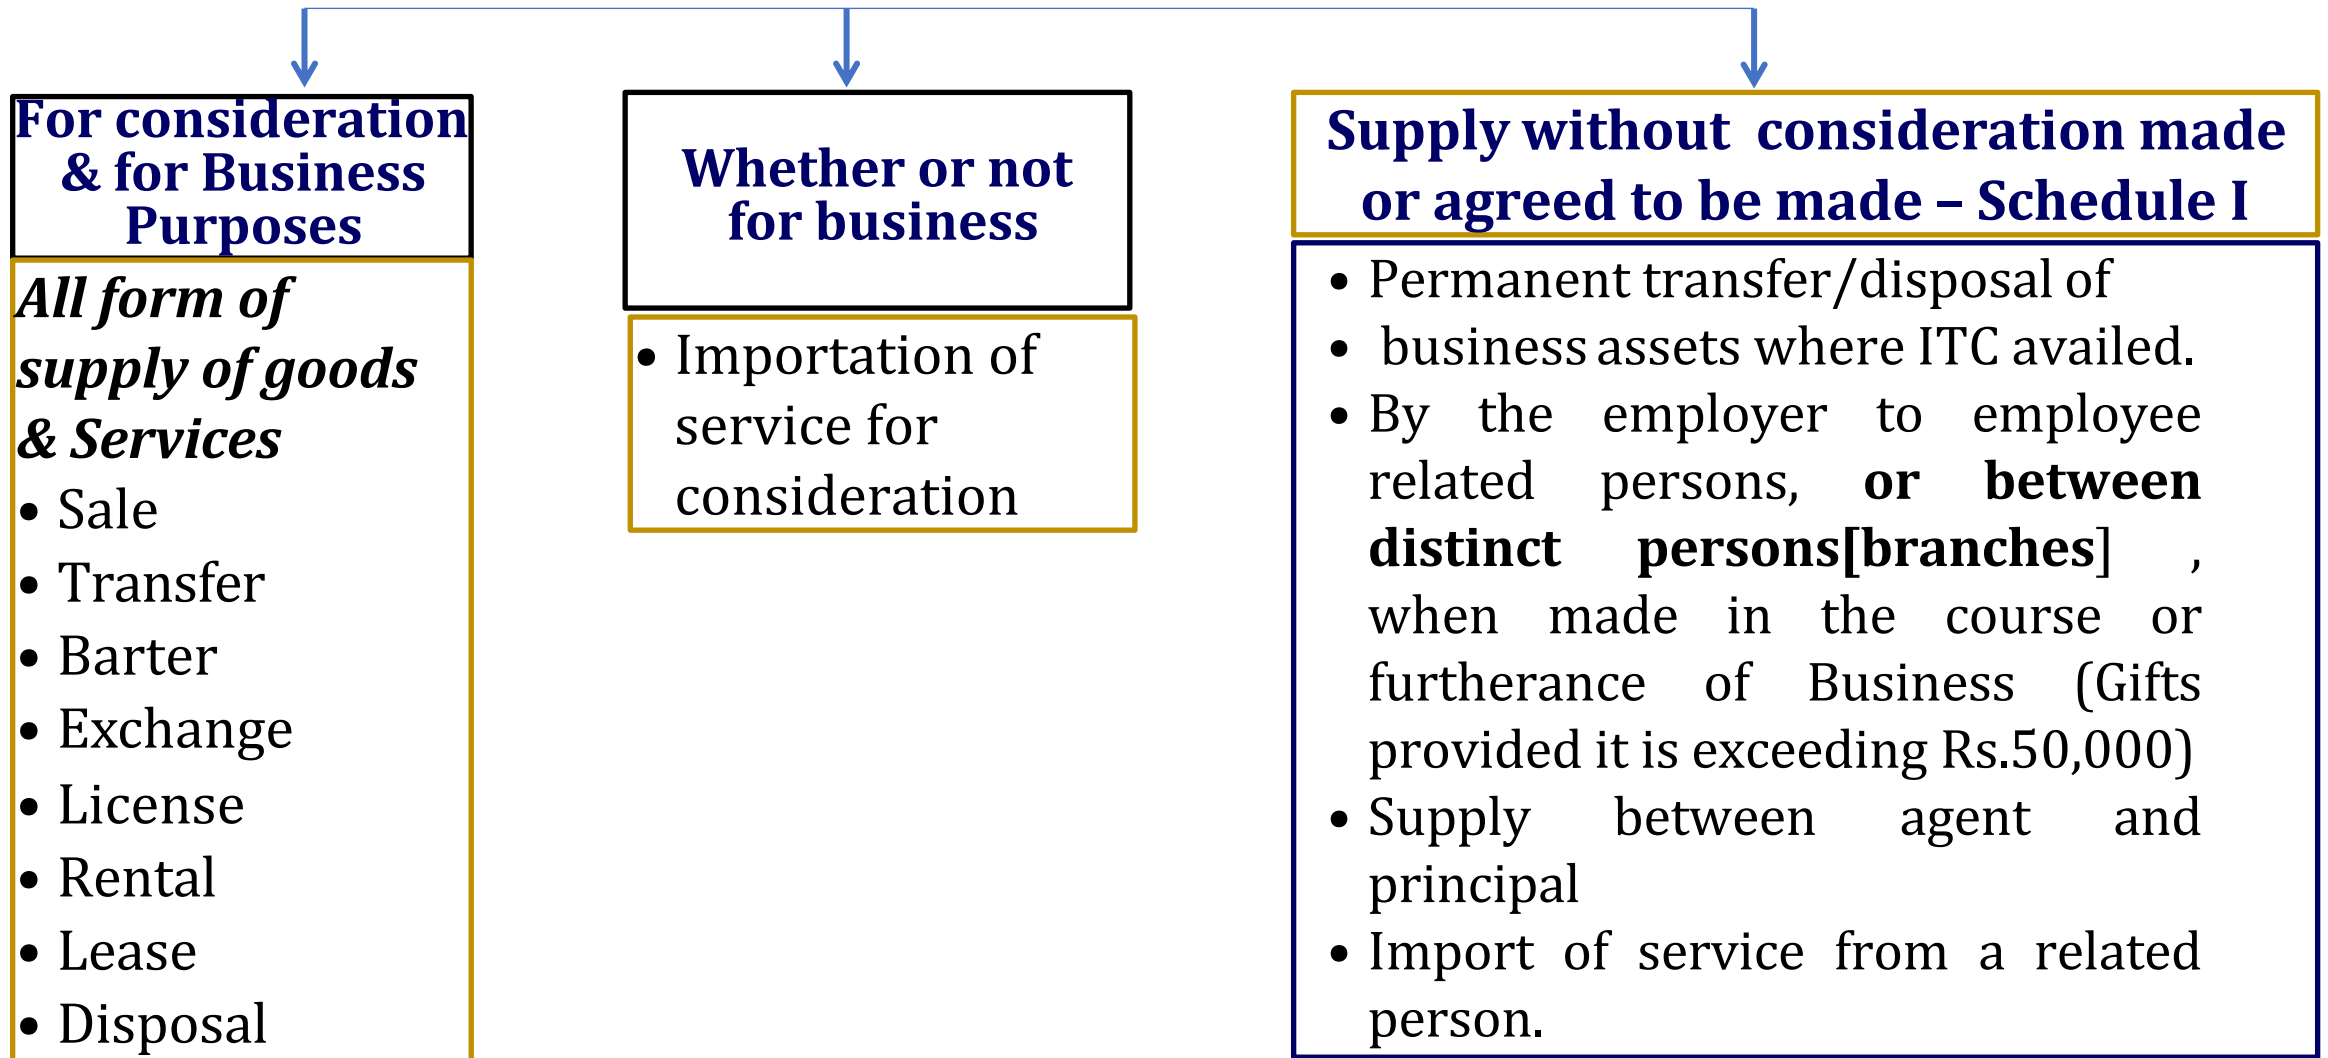 For consideration
& for Business
Purposes
All form of
supply of goods
& Services
• Sale
• Transfer
• Barter
• Exchange
• License
• Rental
• Lease
• Disposal
Whether or not
for business
• Importation of
service for
consideration
Supply without consideration made
or agreed to be made – Schedule I
• Permanent transfer/disposal of
• business assets where ITC availed.
• By the employer to employee
related persons, or between
distinct persons[branches] ,
when made in the course or
furtherance of Business (Gifts
provided it is exceeding Rs.50,000)
• Supply between agent and
principal
• Import of service from a related
person.